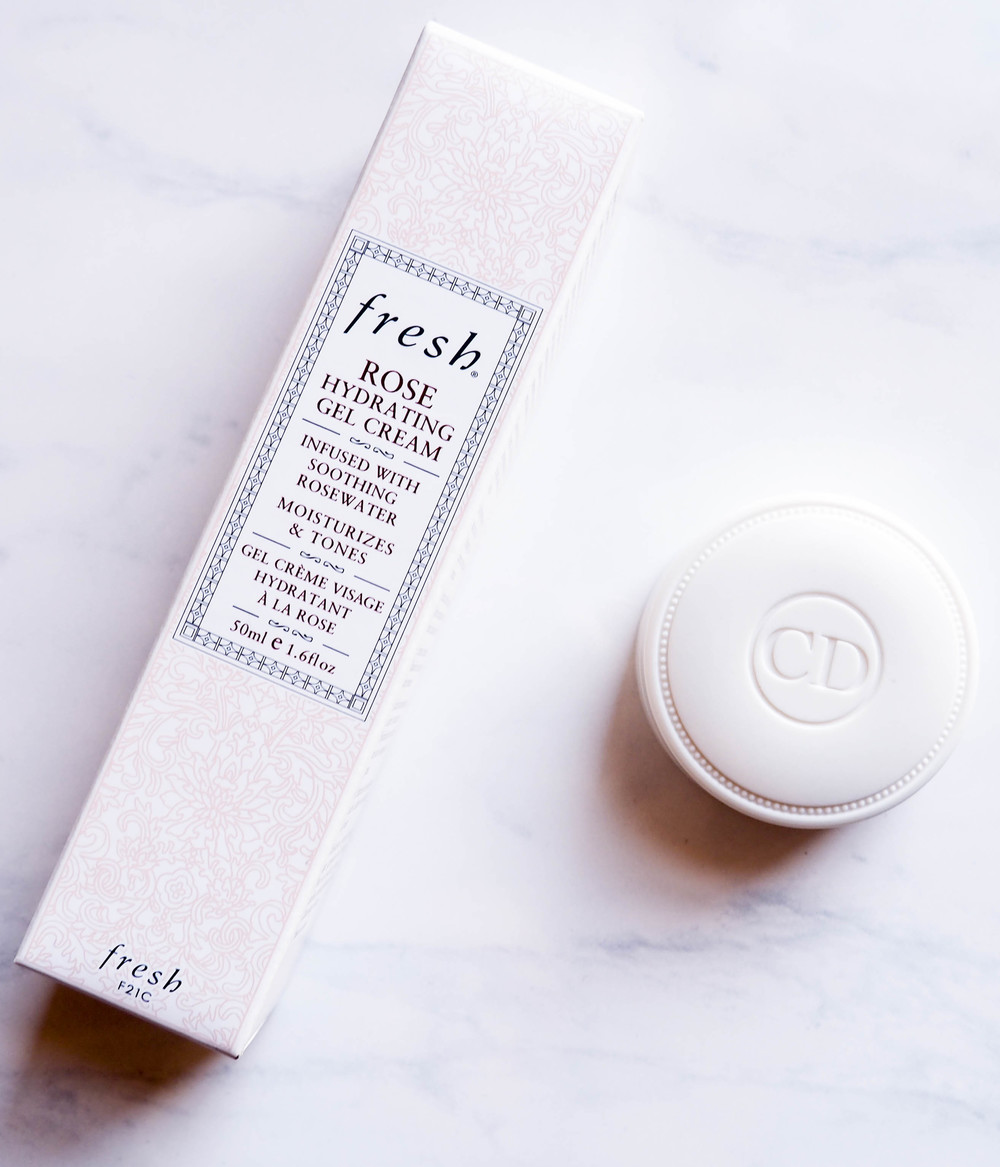 fresh®
ROSE
HYDRATING
GEL CREAM
INFUSED WITH
SOOTHING
ROSEWATER
MOISTURIZES
& TONES
GEL CRÈME VISAGE
HYDRATANT
À LA ROSE
50ml e 1.6fl oz
fresh
F21C
CD